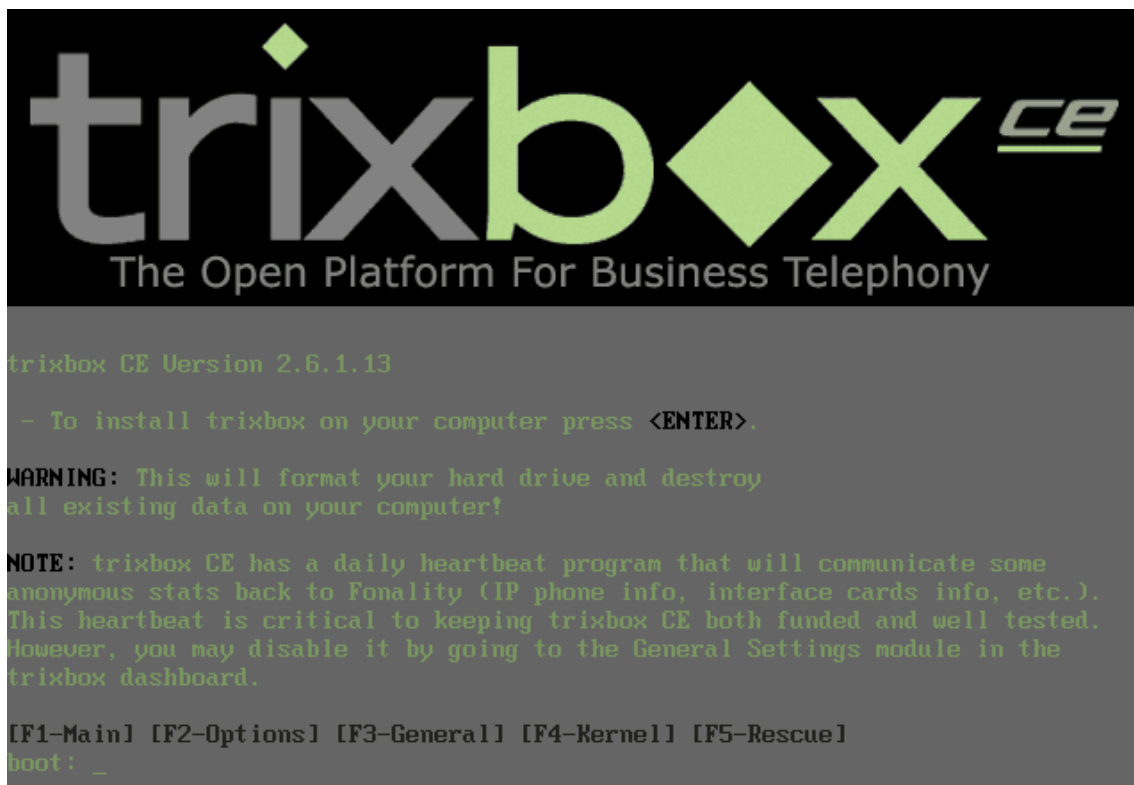 trixbox ce
The Open Platform For Business Telephony
trixbox CE Version 2.6.1.13
- To install trixbox on your computer press <ENTER>.
WARNING: This will format your hard drive and destroy
all existing data on your computer!
NOTE: trixbox CE has a daily heartbeat program that will communicate some
anonymous stats back to Fonality (IP phone info, interface cards info, etc.).
This heartbeat is critical to keeping trixbox CE both funded and well tested.
However, you may disable it by going to the General Settings module in the
trixbox dashboard.
[F1-Main] [F2-Options] [F3-General] [F4-Kernel] [F5-Rescue]
boot: _